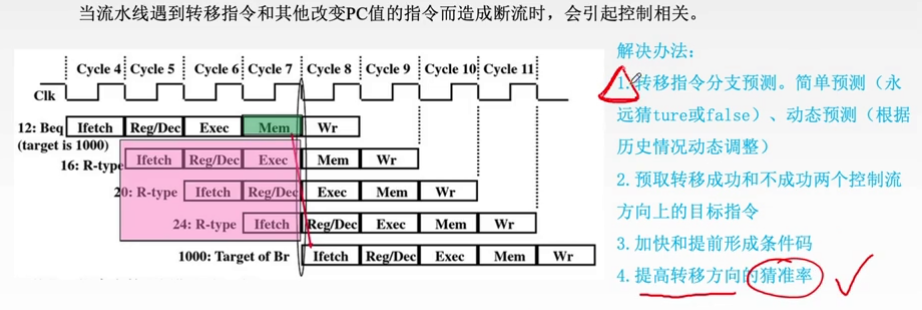 当流水线遇到转移指令和其他改变PC值的指令而造成断流时，会引起控制相关。
Cycle 4 Cycle 5 Cycle 6 Cycle 7 Cycle 8 Cycle 9 Cycle 10 Cycle 11
Clk
12: Beq Ifetch Reg/Dec Exec Mem Wr
(target is 1000)
16: R-type Ifetch Reg/Dec Exec Mem Wr
20: R-type Ifetch Reg/Dec Exec Mem Wr
24: R-type Ifetch Reg/Dec Exec Mem Wr
1000: Target of Br Ifetch Reg/Dec Exec Mem Wr
解决办法：
1.转移指令分支预测。简单预测（永
远猜ture或false）、动态预测（根据
历史情况动态调整）
2.预取转移成功和不成功两个控制流
方向上的目标指令
3.加快和提前形成条件码
4.提高转移方向的猜准率